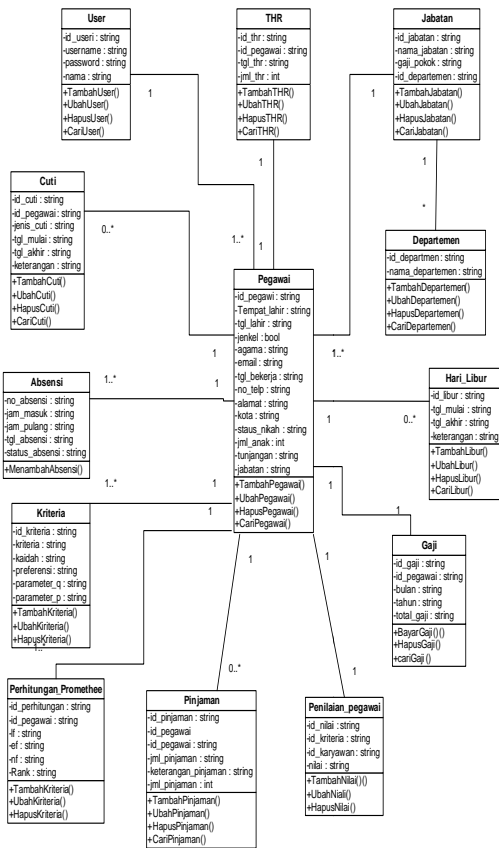 User
-id_useri : string
-username : string
-password : string
-nama : string
+TambahUser()
+UbahUser()
+HapusUser()
+CariUser()
1
THR
-id_thr : string
-id_pegawai : string
-tgl_thr : string
-jml_thr : int
+TambahTHR()
+UbahTHR()
+HapusTHR()
+CariTHR()
1
Jabatan
-id_jabatan : string
-nama_jabatan : string
-gaji_pokok : string
-id_departemen : string
+TambahJabatan()
+UbahJabatan()
+HapusJabatan()
+CariJabatan()
1
1
*
Cuti
-id_cuti : string
-id_pegawai : string
-jenis_cuti : string
-tgl_mulai : string
-tgl_akhir : string
-keterangan : string
+TambahCuti()
+UbahCuti()
+HapusCuti()
+CariCuti()
0..*
1..*
1
Departemen
-id_departmen : string
-nama_departemen : string
+TambahDepartemen()
+UbahDepartemen()
+HapusDepartemen()
+CariDepartemen()
Pegawai
-id_pegawi : string
-Tempat_lahir : string
-tgl_lahir : string
-jenkel : bool
-agama : string
-email : string
-tgl_bekerja : string
-no_telp : string
-alamat : string
-kota : string
-staus_nikah : string
-jml_anak : int
-tunjangan : string
-jabatan : string
+TambahPegawai()
+UbahPegawai()
+HapusPegawai()
+CariPegawai()
1
1..*
Absensi
-no_absensi : string
-jam_masuk : string
-jam_pulang : string
-tgl_absensi : string
-status_absensi : string
+MenambahAbsensi()
1..*
1
Hari_Libur
-id_libur : string
-tgl_mulai : string
-tgl_akhir : string
-keterangan : string
+TambahLibur()
+UbahLibur()
+HapusLibur()
+CariLibur()
1
0..*
1..*
1
Kriteria
-id_kriteria : string
-kriteria : string
-kaidah : string
-preferensi : string
-parameter_q : string
-parameter_p : string
+TambahKriteria()
+UbahKriteria()
+HapusKriteria()
1..*
1
1
Gaji
-id_gaji : string
-id_pegawai : string
-bulan : string
-tahun : string
-total_gaji : string
+BayarGaji()()
+HapusGaji()
+cariGaji()
1
1
1
Perhitungan_Promethee
-id_perhitungan : string
-id_pegawai : string
-lf : string
-ef : string
-nf : string
-Rank : string
+TambahKriteria()
+UbahKiriteria()
+HapusKriteria()
0..*
Pinjaman
-id_pinjaman : string
-id_pegawai
-id_pegawai : string
-jml_pinjaman : string
-keterangan_pinjaman : string
-jml_pinjaman : int
+TambahPinjaman()
+UbahPinjaman()
+HapusPinjaman()
+CariPinjaman()
1
Penilaian_pegawai
-id_nilai : string
-id_kriteria : string
-id_karyawan : string
-nilai : string
+TambahNilai()()
+UbahNiali()
+HapusNilai()